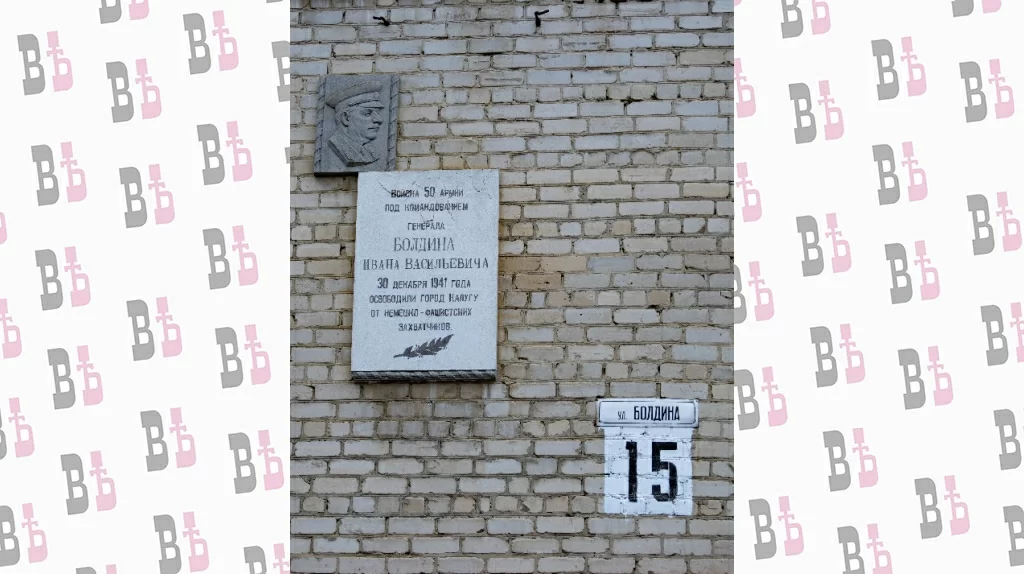 ВОИНЫ 50 АРМИИ
ПОД КОМАНДОВАНИЕМ
ГЕНЕРАЛА
БОЛДИНА
ИВАНА ВАСИЛЬЕВИЧА
30 ДЕКАБРЯ 1941 ГОДА
ОСВОБОДИЛИ ГОРОД КАЛУГУ
ОТ НЕМЕЦКО-ФАШИСТСКИХ
ЗАХВАТЧИКОВ.
УЛ. БОЛДИНА
15